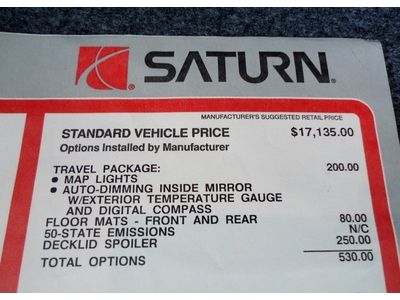 SATURN®
MANUFACTURER'S SUGGESTED RETAIL PRICE
STANDARD VEHICLE PRICE $17,135.00
Options Installed by Manufacturer
TRAVEL PACKAGE: 200.00
• MAP LIGHTS
• AUTO-DIMMING INSIDE MIRROR
W/EXTERIOR TEMPERATURE GAUGE
AND DIGITAL COMPASS
FLOOR MATS - FRONT AND REAR 80.00
50-STATE EMISSIONS N/C
DECKLID SPOILER 250.00
TOTAL OPTIONS 530.00